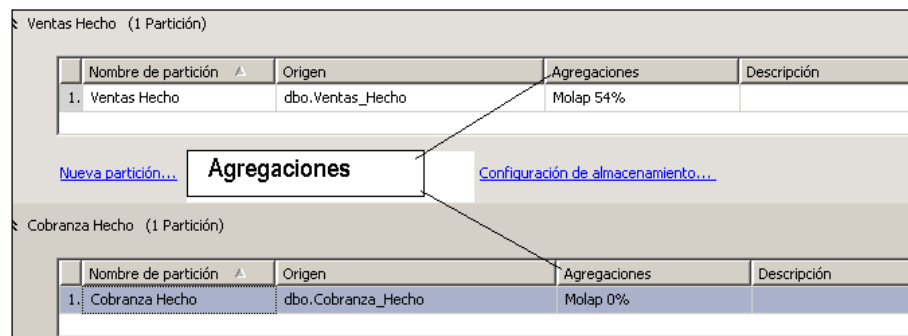 Ventas Hecho (1 Partición)
Nombre de partición Origen Agregaciones Descripción
1. Ventas Hecho dbo.Ventas_Hecho Molap 54%
Nueva partición... Agregaciones Configuración de almacenamiento...
Cobranza Hecho (1 Partición)
Nombre de partición Origen Agregaciones Descripción
1. Cobranza Hecho dbo.Cobranza_Hecho Molap 0%